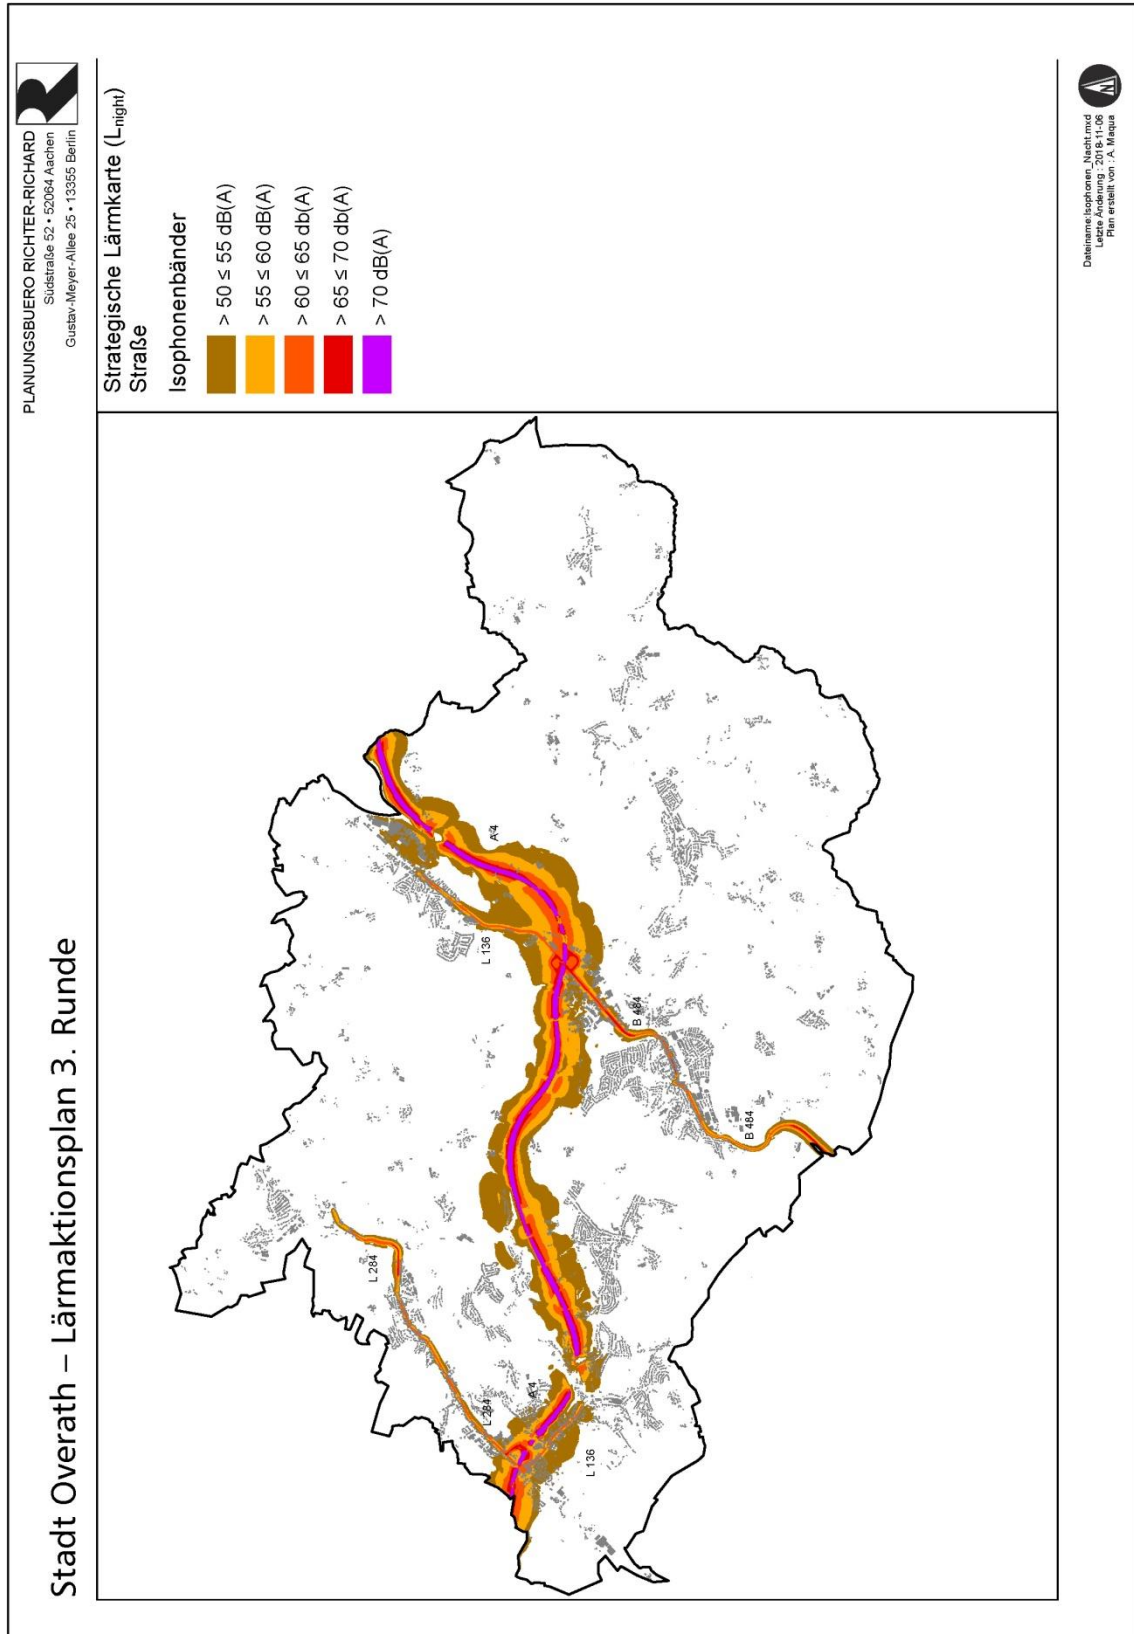 Stadt Overath – Lärmaktionsplan 3. Runde
PLANUNGSBUERO RICHTER-RICHARD
Südstraße 52 • 52064 Aachen
Gustav-Meyer-Allee 25 • 13355 Berlin
Strategische Lärmkarte (Lnight)
Straße
Isophonenbänder
> 50 ≤ 55 dB(A)
> 55 ≤ 60 dB(A)
> 60 ≤ 65 db(A)
> 65 ≤ 70 db(A)
> 70 dB(A)
L 284
L 284
A 4
L 136
L 136
A 4
B 484
B 484
N
Dateiname:Isophonen_Nacht.mxd
Letzte Änderung : 2018-11-06
Plan erstellt von : A. Maqua